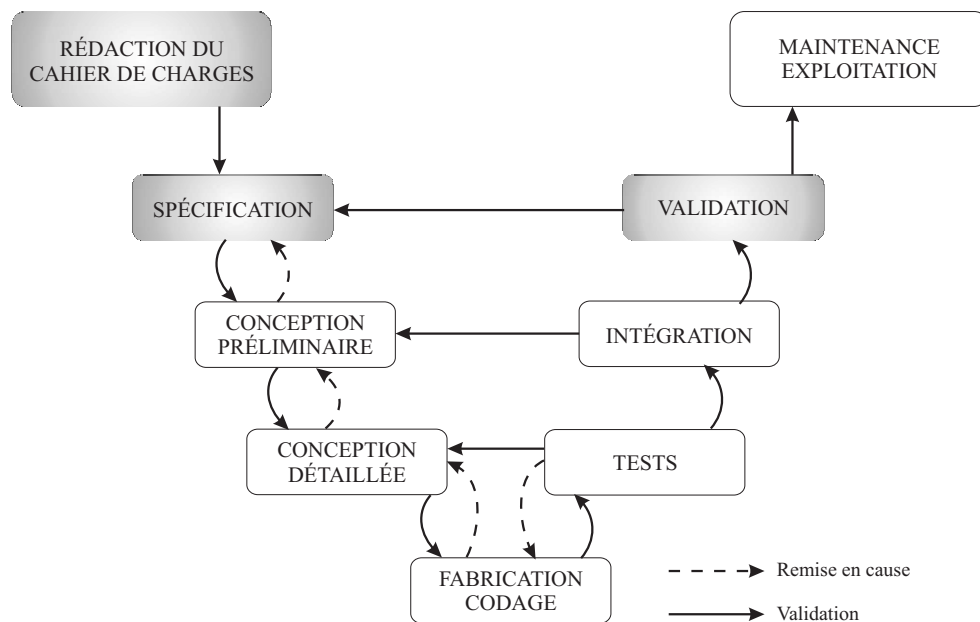 RÉDACTION DU
CAHIER DE CHARGES
MAINTENANCE
EXPLOITATION
SPÉCIFICATION
VALIDATION
CONCEPTION
PRÉLIMINAIRE
INTÉGRATION
CONCEPTION
DÉTAILLÉE
TESTS
FABRICATION
CODAGE
Remise en cause
Validation